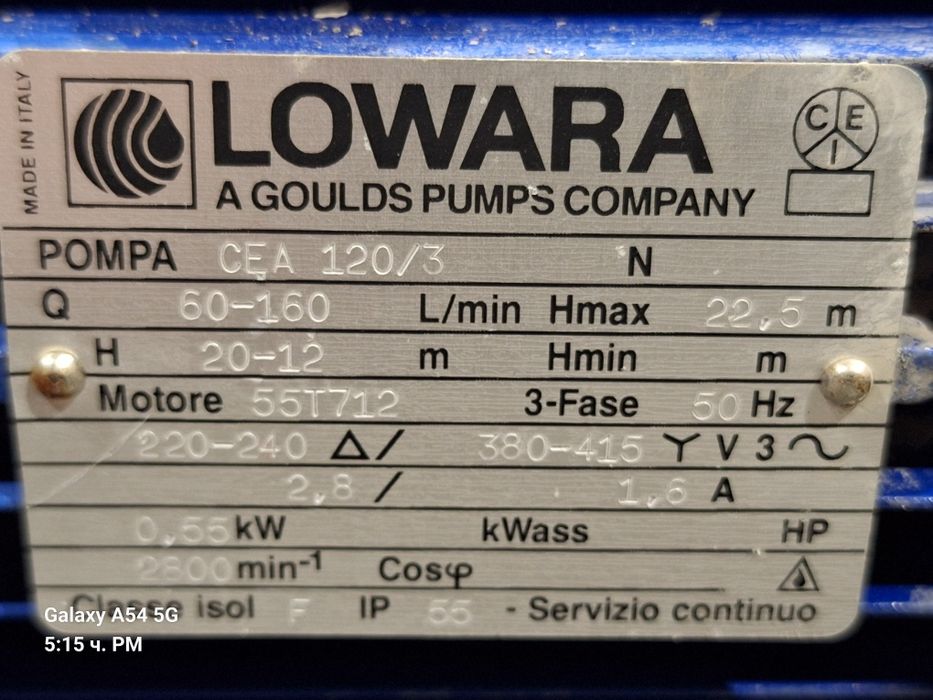 MADE IN ITALY
LOWARA
A GOULDS PUMPS COMPANY
CEI
POMPA CEA 120/3 N
Q 60-160 L/min Hmax 22,5 m
H 20-12 m Hmin m
Motore 55T712 3-Fase 50 Hz
220-240 Δ/ 380-415 Y V 3 ~
2,8 / 1,6 A
0,55 kW kWass HP
2800 min-1 Cosφ
Classe isol F IP 55 - Servizio continuo
Galaxy A54 5G
5:15 ч. PM